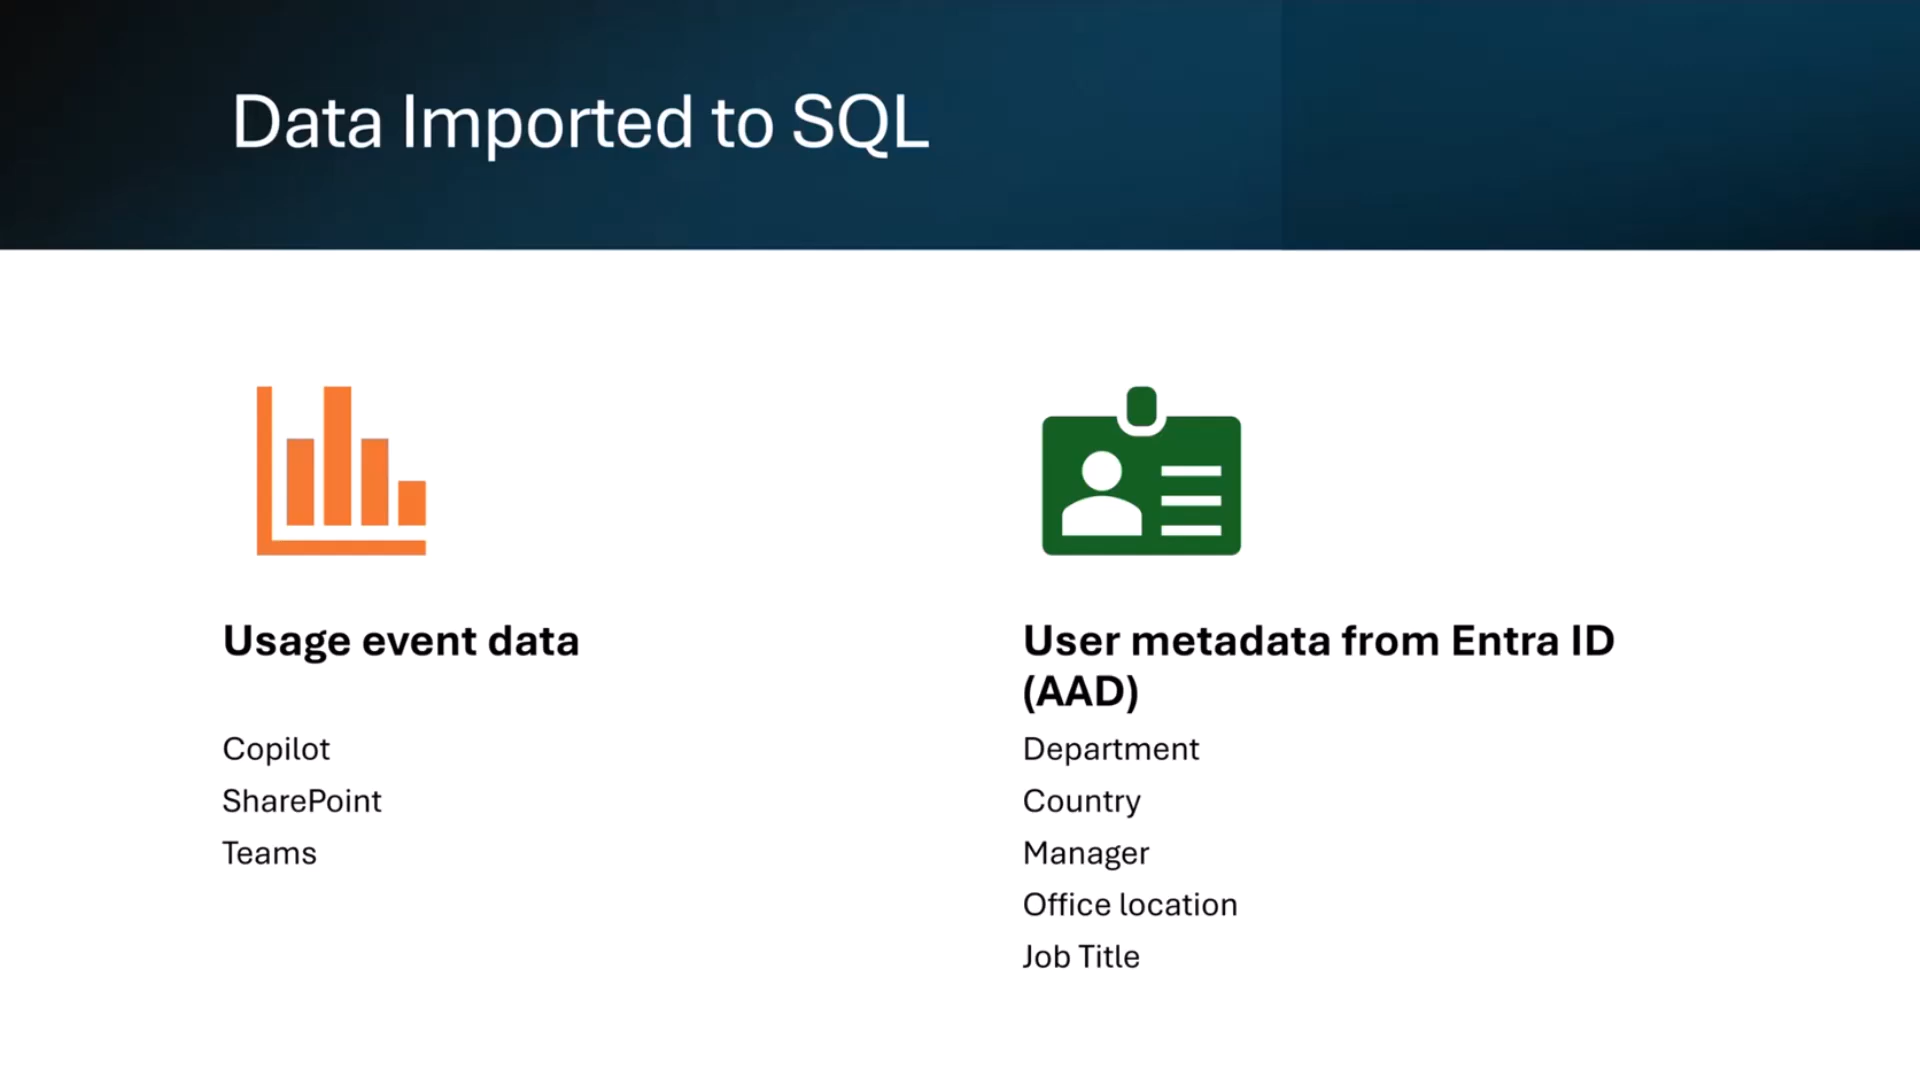 Data Imported to SQL
Usage event data
Copilot
SharePoint
Teams
User metadata from Entra ID
(AAD)
Department
Country
Manager
Office location
Job Title